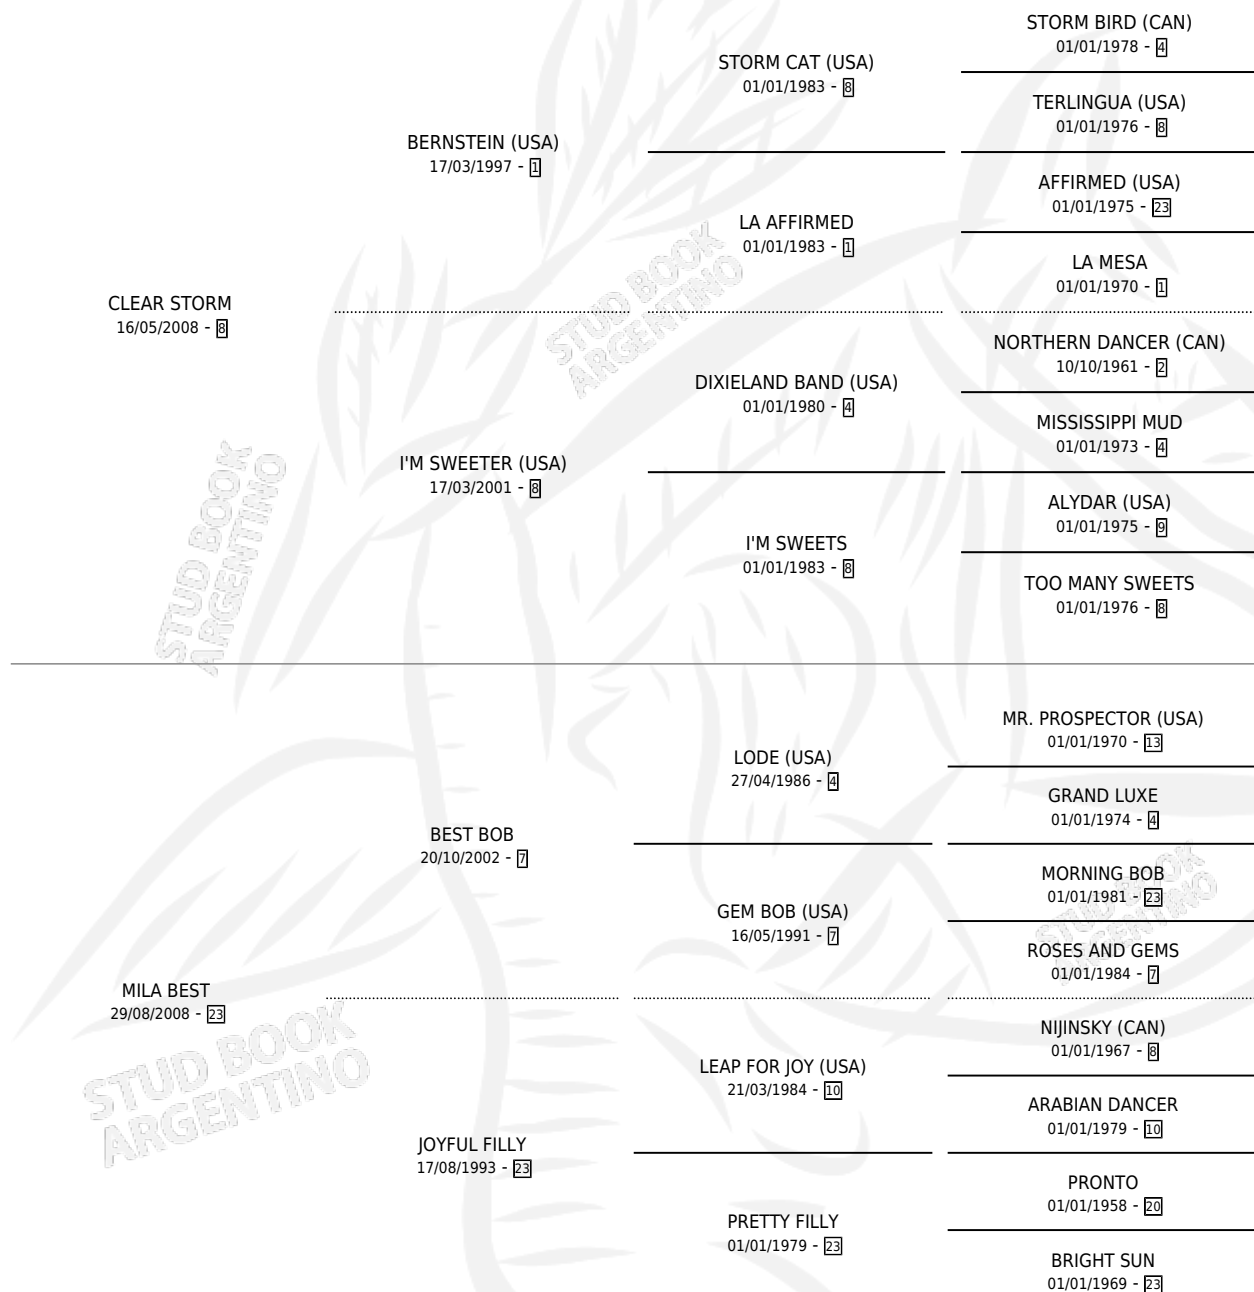 STORM BIRD (CAN)
01/01/1978 - 4
STORM CAT (USA)
01/01/1983 - 8
TERLINGUA (USA)
01/01/1976 - 8
BERNSTEIN (USA)
17/03/1997 - 1
AFFIRMED (USA)
01/01/1975 - 23
LA AFFIRMED
01/01/1983 - 1
LA MESA
01/01/1970 - 1
CLEAR STORM
16/05/2008 - 8
NORTHERN DANCER (CAN)
10/10/1961 - 2
DIXIELAND BAND (USA)
01/01/1980 - 4
MISSISSIPPI MUD
01/01/1973 - 4
I'M SWEETER (USA)
17/03/2001 - 8
ALYDAR (USA)
01/01/1975 - 9
I'M SWEETS
01/01/1983 - 8
TOO MANY SWEETS
01/01/1976 - 8
MR. PROSPECTOR (USA)
01/01/1970 - 13
LODE (USA)
27/04/1986 - 4
GRAND LUXE
01/01/1974 - 4
BEST BOB
20/10/2002 - 7
MORNING BOB
01/01/1981 - 23
GEM BOB (USA)
16/05/1991 - 7
ROSES AND GEMS
01/01/1984 - 7
MILA BEST
29/08/2008 - 23
NIJINSKY (CAN)
01/01/1967 - 8
LEAP FOR JOY (USA)
21/03/1984 - 10
ARABIAN DANCER
01/01/1979 - 10
JOYFUL FILLY
17/08/1993 - 23
PRONTO
01/01/1958 - 20
PRETTY FILLY
01/01/1979 - 23
BRIGHT SUN
01/01/1969 - 23
STUD BOOK
ARGENTINO
STUD BOOK
ARGENTINO
STUD BOOK
ARGENTINO
STUD BOOK
ARGENTINO